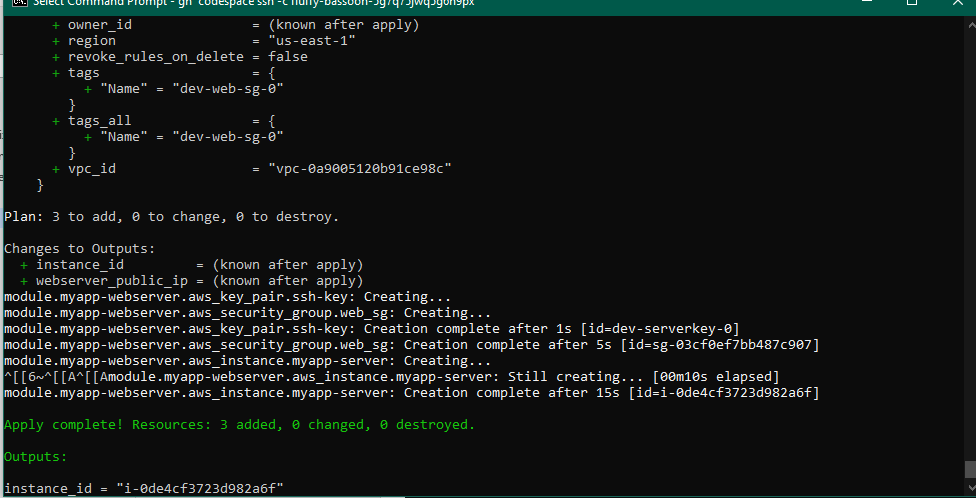 Select Command Prompt - gh codespace ssh -c fluffy-bassoon-
+ owner_id = (known after apply)
+ region = "us-east-1"
+ revoke_rules_on_delete = false
+ tags = {
+ "Name" = "dev-web-sg-0"
}
+ tags_all = {
+ "Name" = "dev-web-sg-0"
}
+ vpc_id = "vpc-0a9005120b91ce98c"
}
Plan: 3 to add, 0 to change, 0 to destroy.
Changes to Outputs:
+ instance_id = (known after apply)
+ webserver_public_ip = (known after apply)
module.myapp-webserver.aws_key_pair.ssh-key: Creating...
module.myapp-webserver.aws_security_group.web_sg: Creating...
module.myapp-webserver.aws_key_pair.ssh-key: Creation complete after 1s [id=dev-serverkey-0]
module.myapp-webserver.aws_security_group.web_sg: Creation complete after 5s [id=sg-03cf0ef7bb487c907]
module.myapp-webserver.aws_instance.myapp-server: Creating...
^[[6~^[[A^[[Amodule.myapp-webserver.aws_instance.myapp-server: Still creating... [00m10s elapsed]
module.myapp-webserver.aws_instance.myapp-server: Creation complete after 15s [id=i-0de4cf3723d982a6f]
Apply complete! Resources: 3 added, 0 changed, 0 destroyed.
Outputs:
instance_id = "i-0de4cf3723d982a6f"